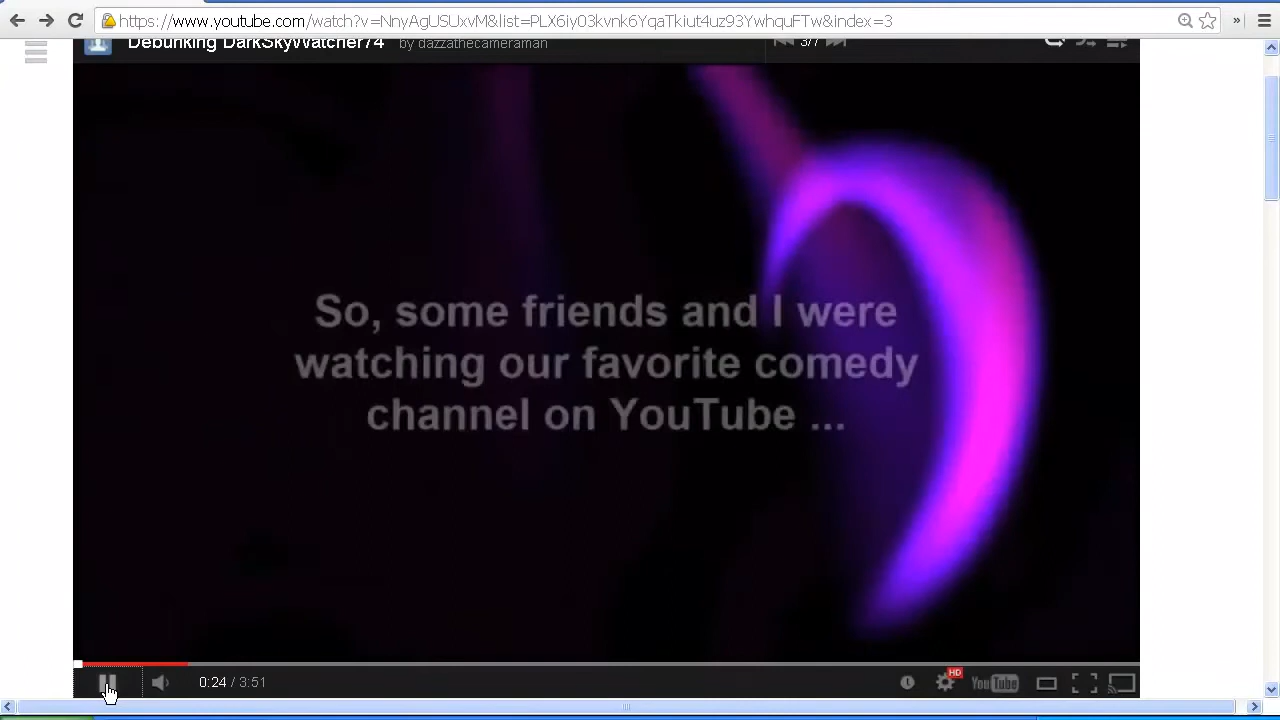 https://www.youtube.com/watch?v=NnyAgUSUxvM&list=PLX6iy03kvnk6YqaTkiut4uz93YwhquFTw&index=3
Debunking DarkSkyWatcher74 by dazzathecameraman 3/7
So, some friends and I were
watching our favorite comedy
channel on YouTube ...
0:24 / 3:51 HD YouTube